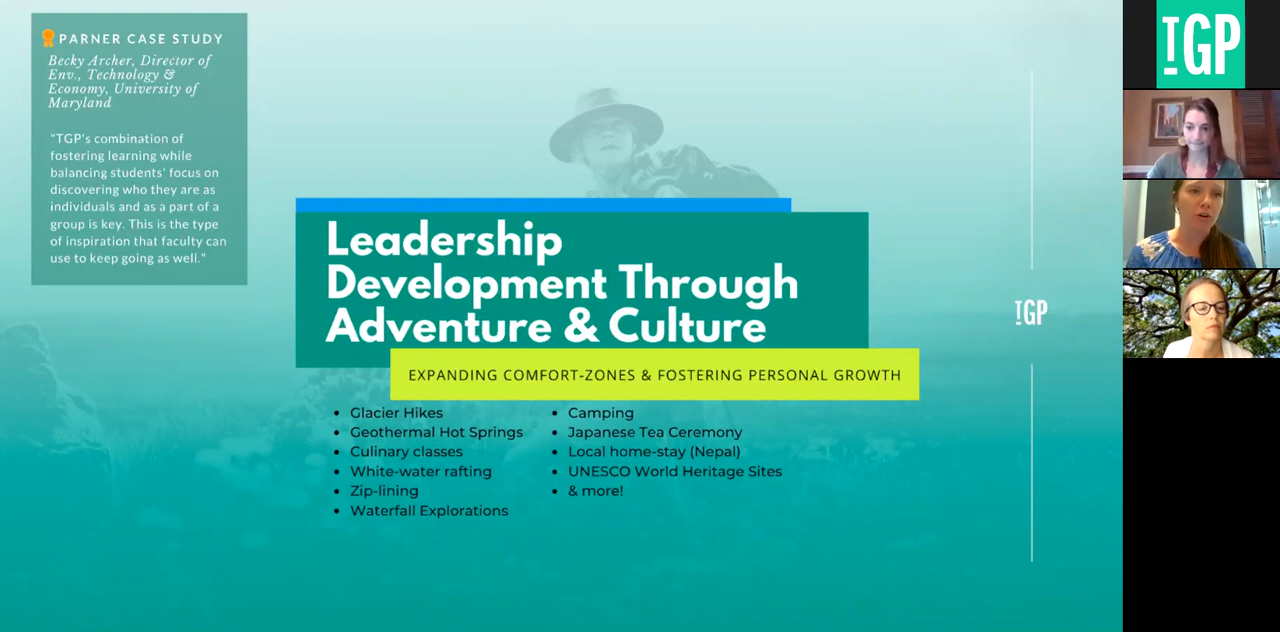 PARNER CASE STUDY
Becky Archer, Director of
Env., Technology &
Economy, University of
Maryland
"TGP's combination of
fostering learning while
balancing students' focus on
discovering who they are as
individuals and as a part of a
group is key. This is the type
of inspiration that faculty can
use to keep going as well."
Leadership
Development Through
Adventure & Culture
EXPANDING COMFORT-ZONES & FOSTERING PERSONAL GROWTH
• Glacier Hikes
• Geothermal Hot Springs
• Culinary classes
• White-water rafting
• Zip-lining
• Waterfall Explorations
• Camping
• Japanese Tea Ceremony
• Local home-stay (Nepal)
• UNESCO World Heritage Sites
• & more!
TGP
TGP